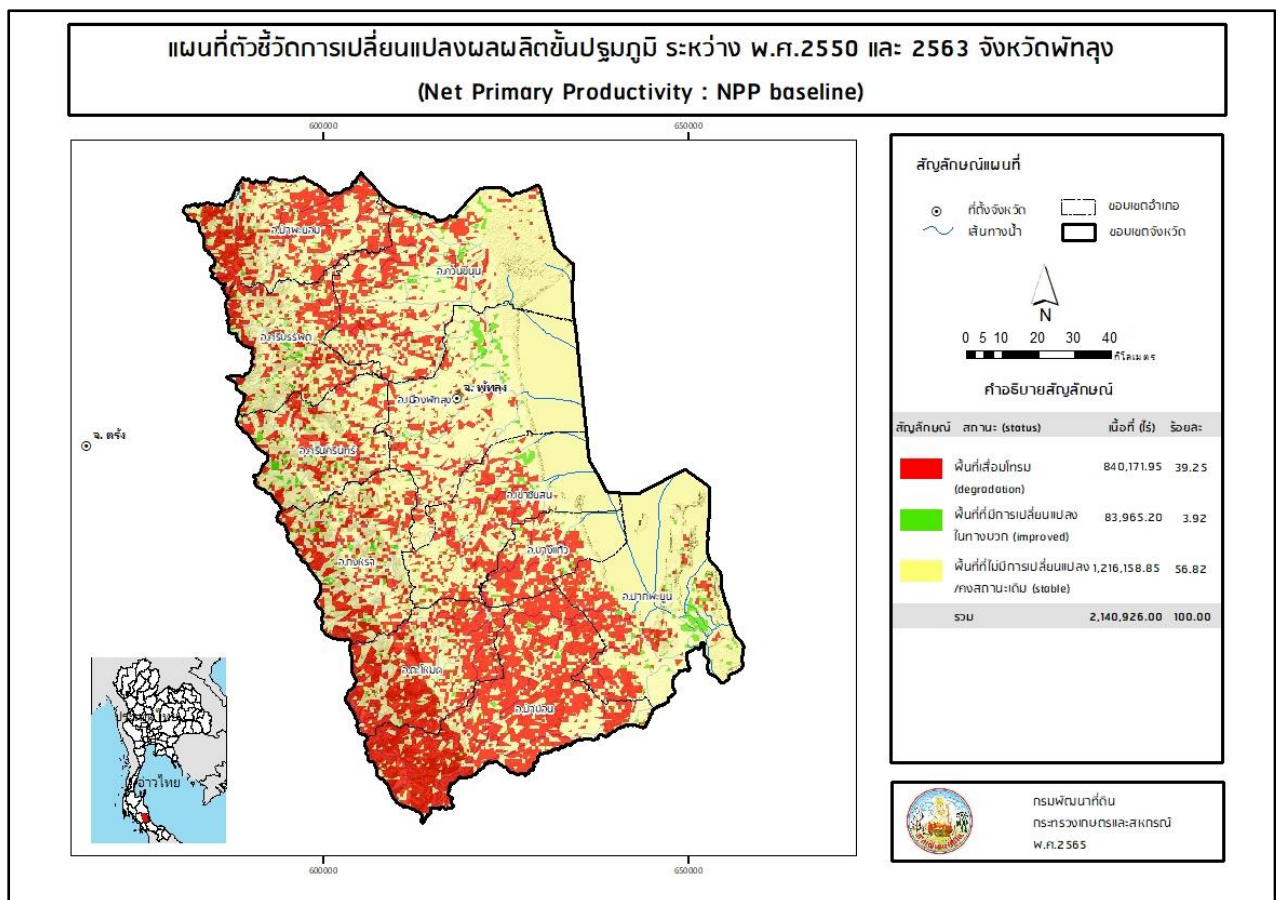 แผนที่ตัวชี้วัดการเปลี่ยนแปลงผลผลิตขั้นปฐมภูมิ ระหว่าง พ.ศ.2550 และ 2563 จังหวัดพัทลุง
(Net Primary Productivity : NPP baseline)
600000 650000
อ.ป่าพะยอม
อ.ควนขนุน
อ.ศรีบรรพต
จ. พัทลุง
อ.เมืองพัทลุง
จ. ตรัง
อ.ศรีนครินทร์
อ.เขาชัยสน
อ.บางแก้ว
อ.กงหรา
อ.ปากพะยูน
อ.ตะโหมด
อ.ป่าบอน
ประเทศไทย
อ่าวไทย
600000 650000
สัญลักษณ์แผนที่
ที่ตั้งจังหวัด ขอบเขตอำเภอ
เส้นทางน้ำ ขอบเขตจังหวัด
N
0 5 10 20 30 40
กิโลเมตร
คำอธิบายสัญลักษณ์
สัญลักษณ์ สถานะ (status) เนื้อที่ (ไร่) ร้อยละ
พื้นที่เสื่อมโทรม 840,171.95 39.25
(degradation)
พื้นที่ที่มีการเปลี่ยนแปลง 83,965.20 3.92
ในทางบวก (improved)
พื้นที่ที่ไม่มีการเปลี่ยนแปลง 1,216,158.85 56.82
/คงสถานะเดิม (stable)
รวม 2,140,926.00 100.00
กรมพัฒนาที่ดิน
กระทรวงเกษตรและสหกรณ์
พ.ศ.2565